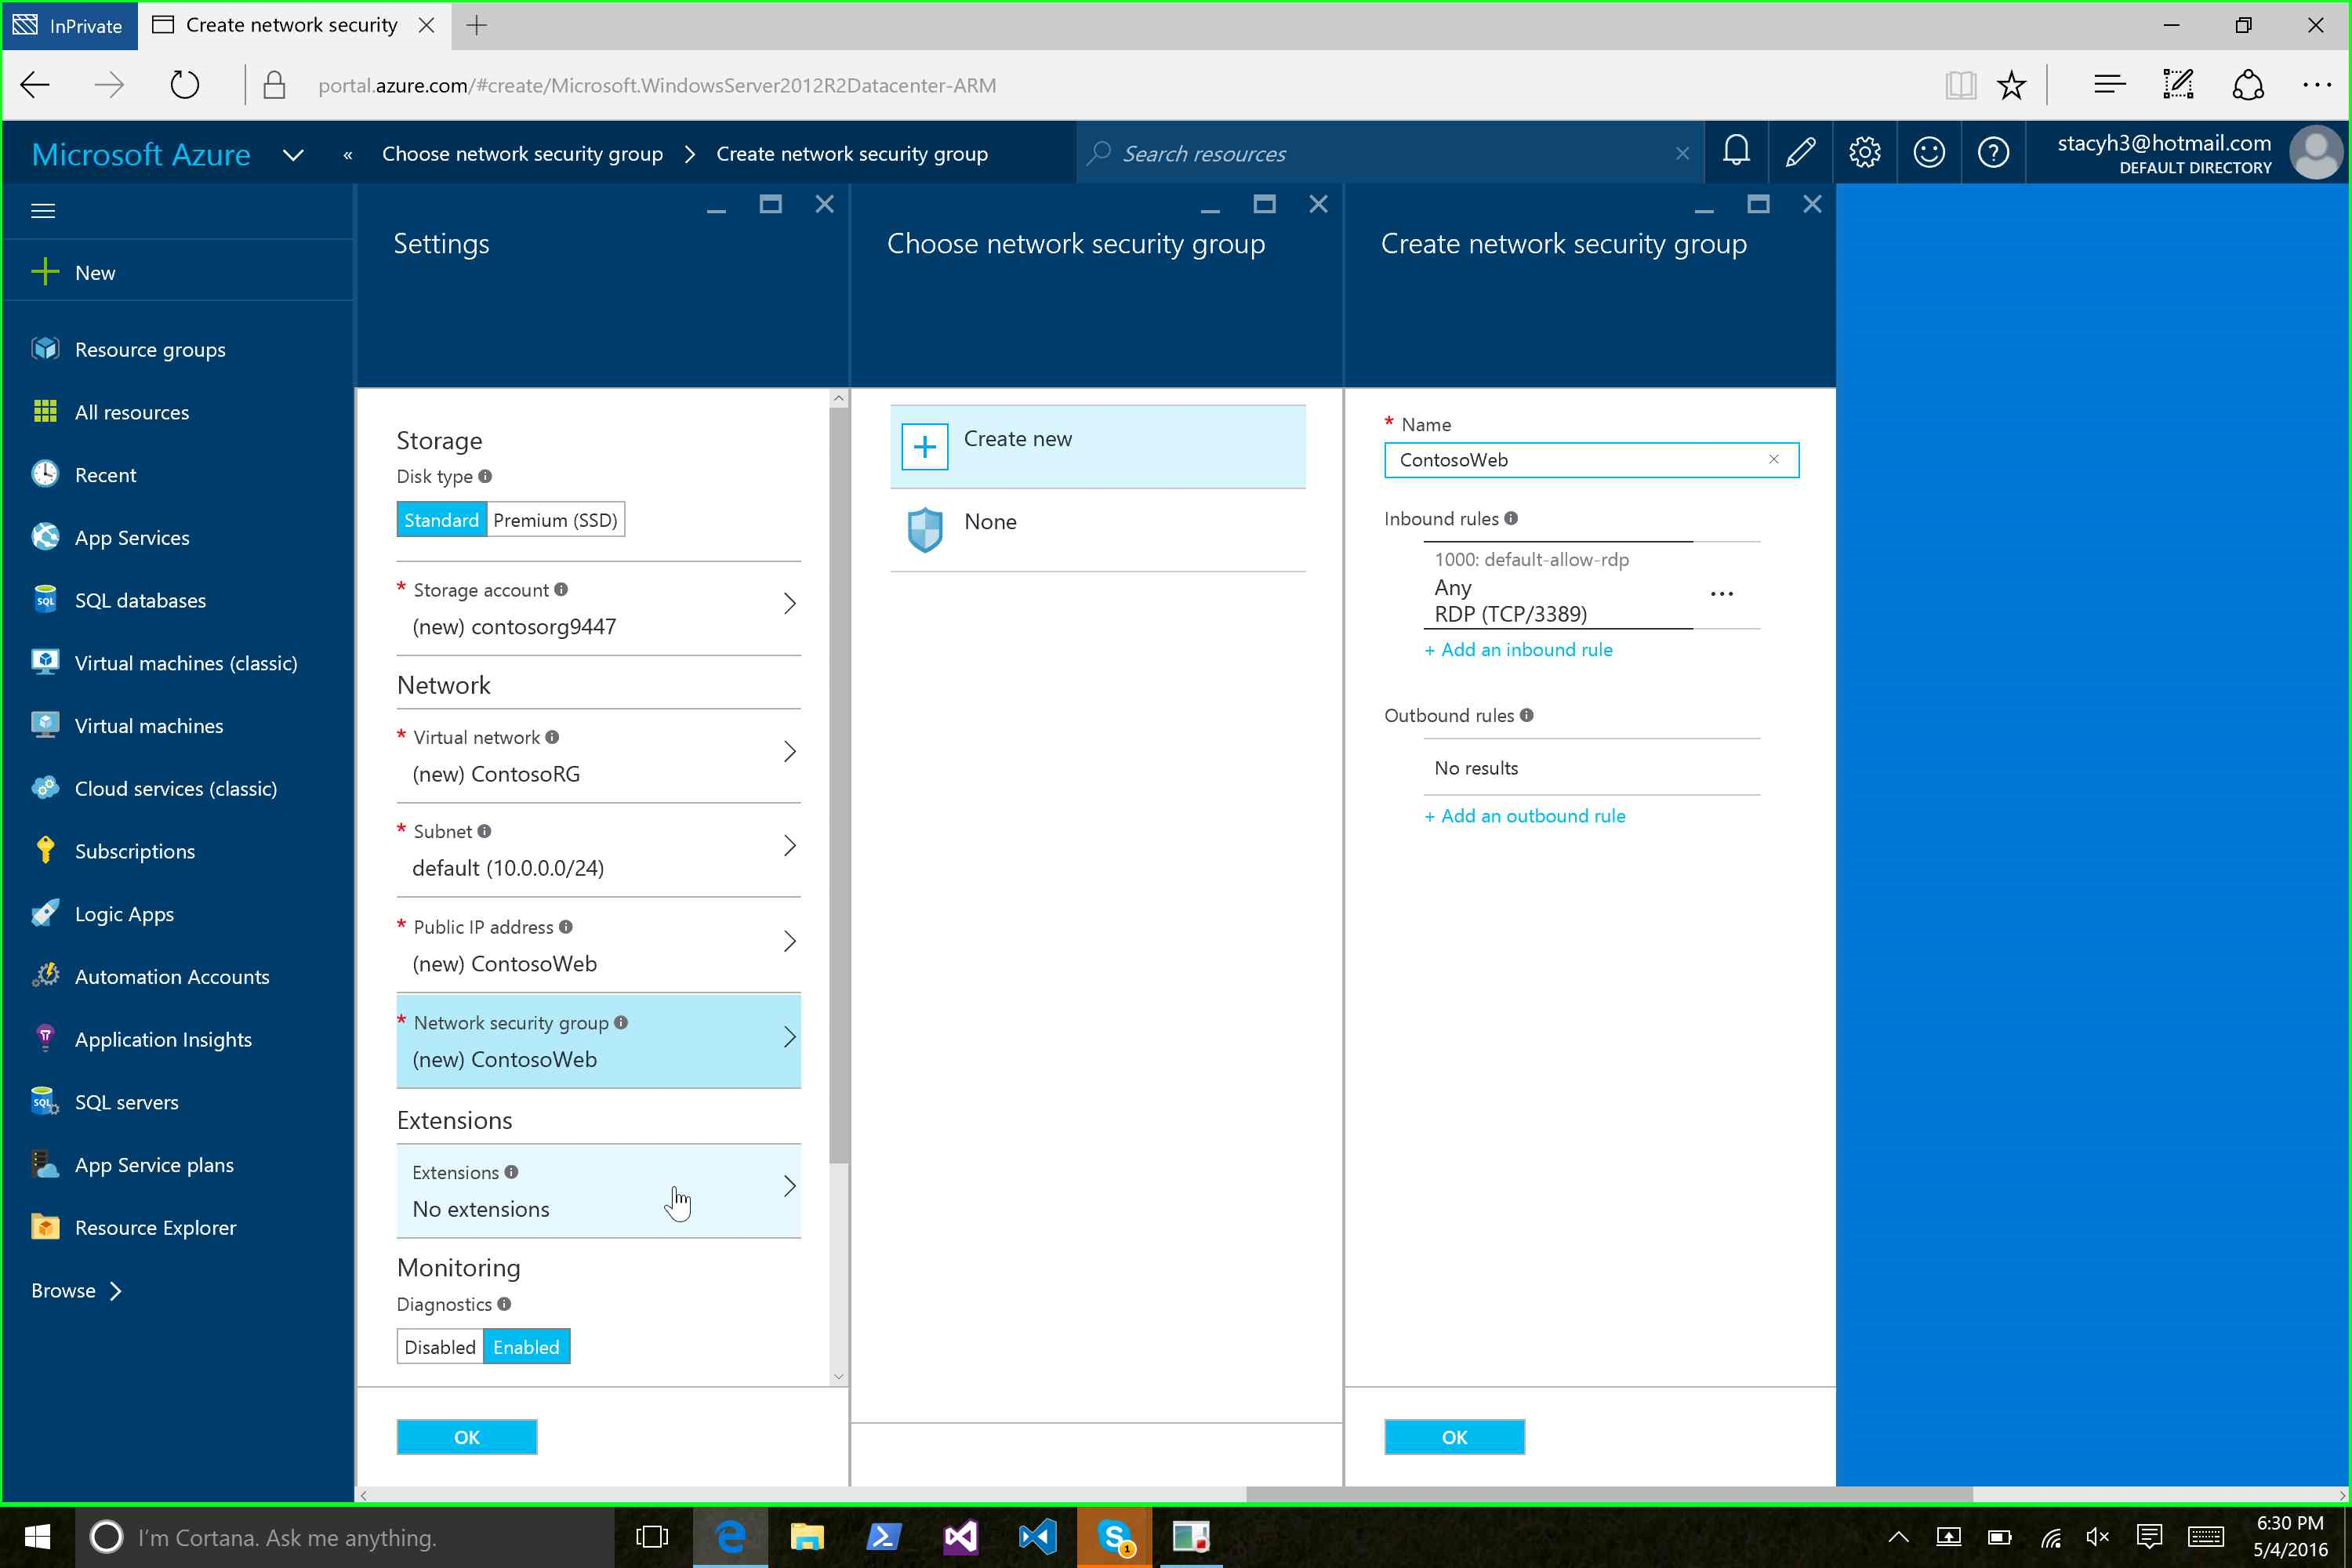 InPrivate
Create network security
portal.azure.com/#create/Microsoft.WindowsServer2012R2Datacenter-ARM
Microsoft Azure
« Choose network security group > Create network security group
Search resources
stacyh3@hotmail.com
DEFAULT DIRECTORY
New
Resource groups
All resources
Recent
App Services
SQL databases
Virtual machines (classic)
Virtual machines
Cloud services (classic)
Subscriptions
Logic Apps
Automation Accounts
Application Insights
SQL servers
App Service plans
Resource Explorer
Browse >
Settings
Storage
Disk type
Standard Premium (SSD)
* Storage account
(new) contosorg9447
Network
* Virtual network
(new) ContosoRG
* Subnet
default (10.0.0.0/24)
* Public IP address
(new) ContosoWeb
* Network security group
(new) ContosoWeb
Extensions
Extensions
No extensions
Monitoring
Diagnostics
Disabled Enabled
OK
Choose network security group
Create new
None
Create network security group
* Name
ContosoWeb
Inbound rules
1000: default-allow-rdp
Any
RDP (TCP/3389)
...
+ Add an inbound rule
Outbound rules
No results
+ Add an outbound rule
OK
I'm Cortana. Ask me anything.
1
6:30 PM
5/4/2016